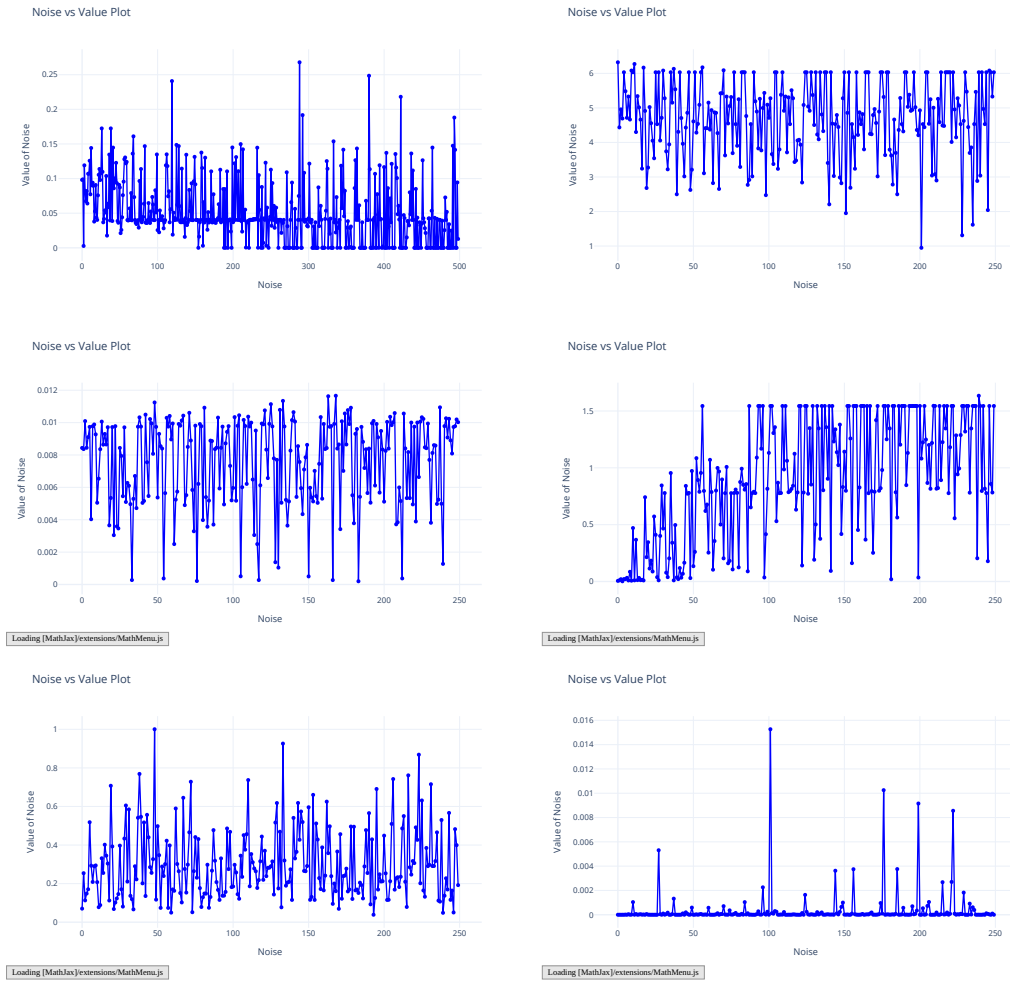 Noise vs Value Plot
0.25
0.2
0.15
0.1
0.05
0
Value of Noise
0 100 200 300 400 500
Noise
Noise vs Value Plot
6
5
4
3
2
1
Value of Noise
0 50 100 150 200 250
Noise
Noise vs Value Plot
0.012
0.01
0.008
0.006
0.004
0.002
0
Value of Noise
0 50 100 150 200 250
Noise
Loading [MathJax]/extensions/MathMenu.js
Noise vs Value Plot
1.5
1
0.5
0
Value of Noise
0 50 100 150 200 250
Noise
Loading [MathJax]/extensions/MathMenu.js
Noise vs Value Plot
1
0.8
0.6
0.4
0.2
0
Value of Noise
0 50 100 150 200 250
Noise
Loading [MathJax]/extensions/MathMenu.js
Noise vs Value Plot
0.016
0.014
0.012
0.01
0.008
0.006
0.004
0.002
0
Value of Noise
0 50 100 150 200 250
Noise
Loading [MathJax]/extensions/MathMenu.js